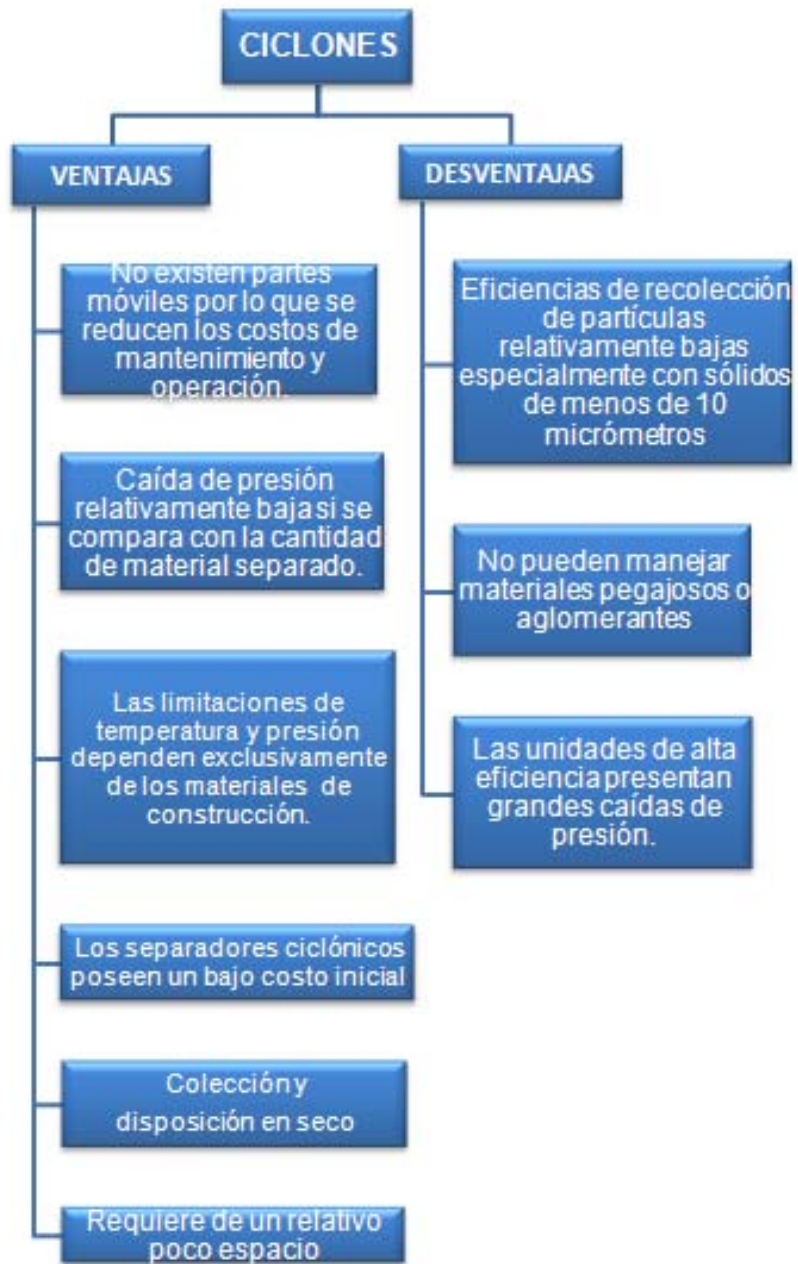 CICLONES
VENTAJAS
No existen partes
móviles por lo que se
reducen los costos de
mantenimiento y
operación.
Caída de presión
relativamente baja si se
compara con la cantidad
de material separado.
Las limitaciones de
temperatura y presión
dependen exclusivamente
de los materiales de
construcción.
Los separadores ciclónicos
poseen un bajo costo inicial
Colección y
disposición en seco
Requiere de un relativo
poco espacio
DESVENTAJAS
Eficiencias de recolección
de partículas
relativamente bajas
especialmente con sólidos
de menos de 10
micrómetros
No pueden manejar
materiales pegajosos o
aglomerantes
Las unidades de alta
eficiencia presentan
grandes caídas de
presión.